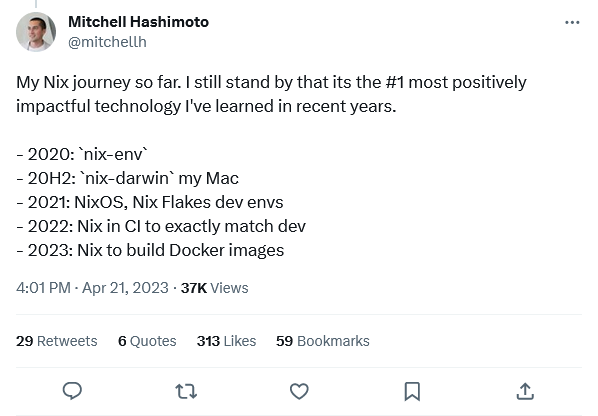 Mitchell Hashimoto
@mitchellh
My Nix journey so far. I still stand by that its the #1 most positively
impactful technology I've learned in recent years.
- 2020: `nix-env`
- 20H2: `nix-darwin` my Mac
- 2021: NixOS, Nix Flakes dev envs
- 2022: Nix in CI to exactly match dev
- 2023: Nix to build Docker images
4:01 PM · Apr 21, 2023 · 37K Views
29 Retweets 6 Quotes 313 Likes 59 Bookmarks